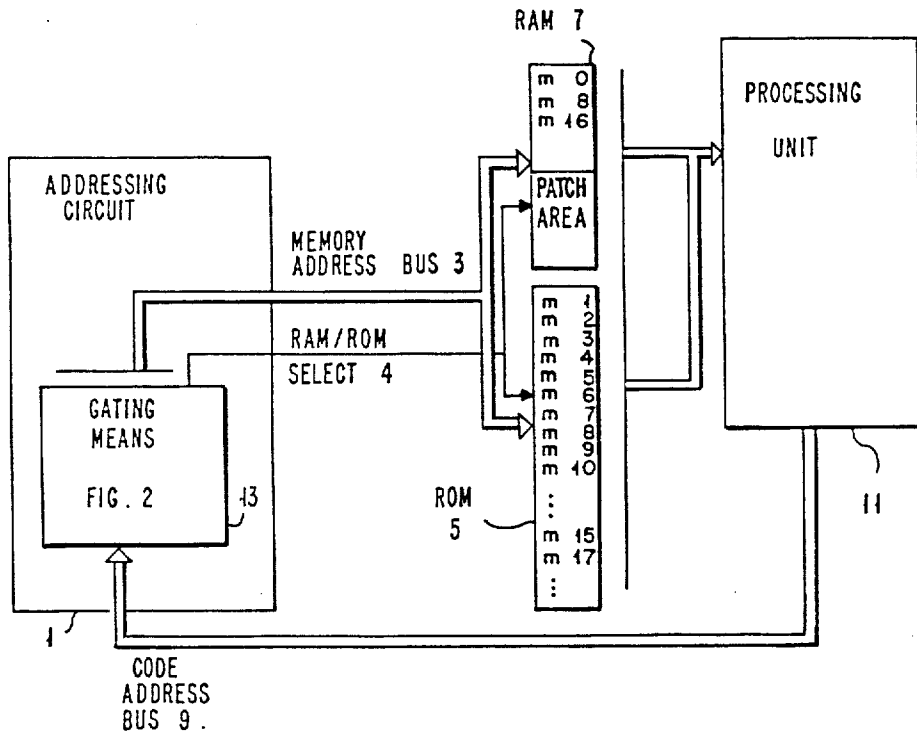 RAM 7
m 0
m 8
m 16
PATCH
AREA
PROCESSING
UNIT
ADDRESSING
CIRCUIT
MEMORY
ADDRESS BUS 3
RAM/ROM
SELECT 4
GATING
MEANS
FIG. 2
13
m 1
m 2
m 3
m 4
m 5
m 6
m 7
m 8
m 9
m 10
...
m 15
m 17
...
ROM
5
11
1
CODE
ADDRESS
BUS 9.